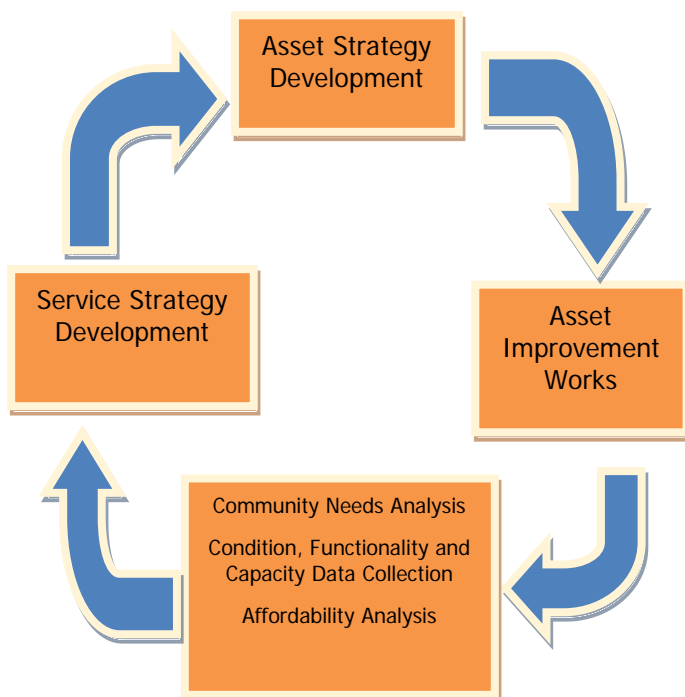 Asset Strategy
Development
Service Strategy
Development
Asset
Improvement
Works
Community Needs Analysis
Condition, Functionality and
Capacity Data Collection
Affordability Analysis